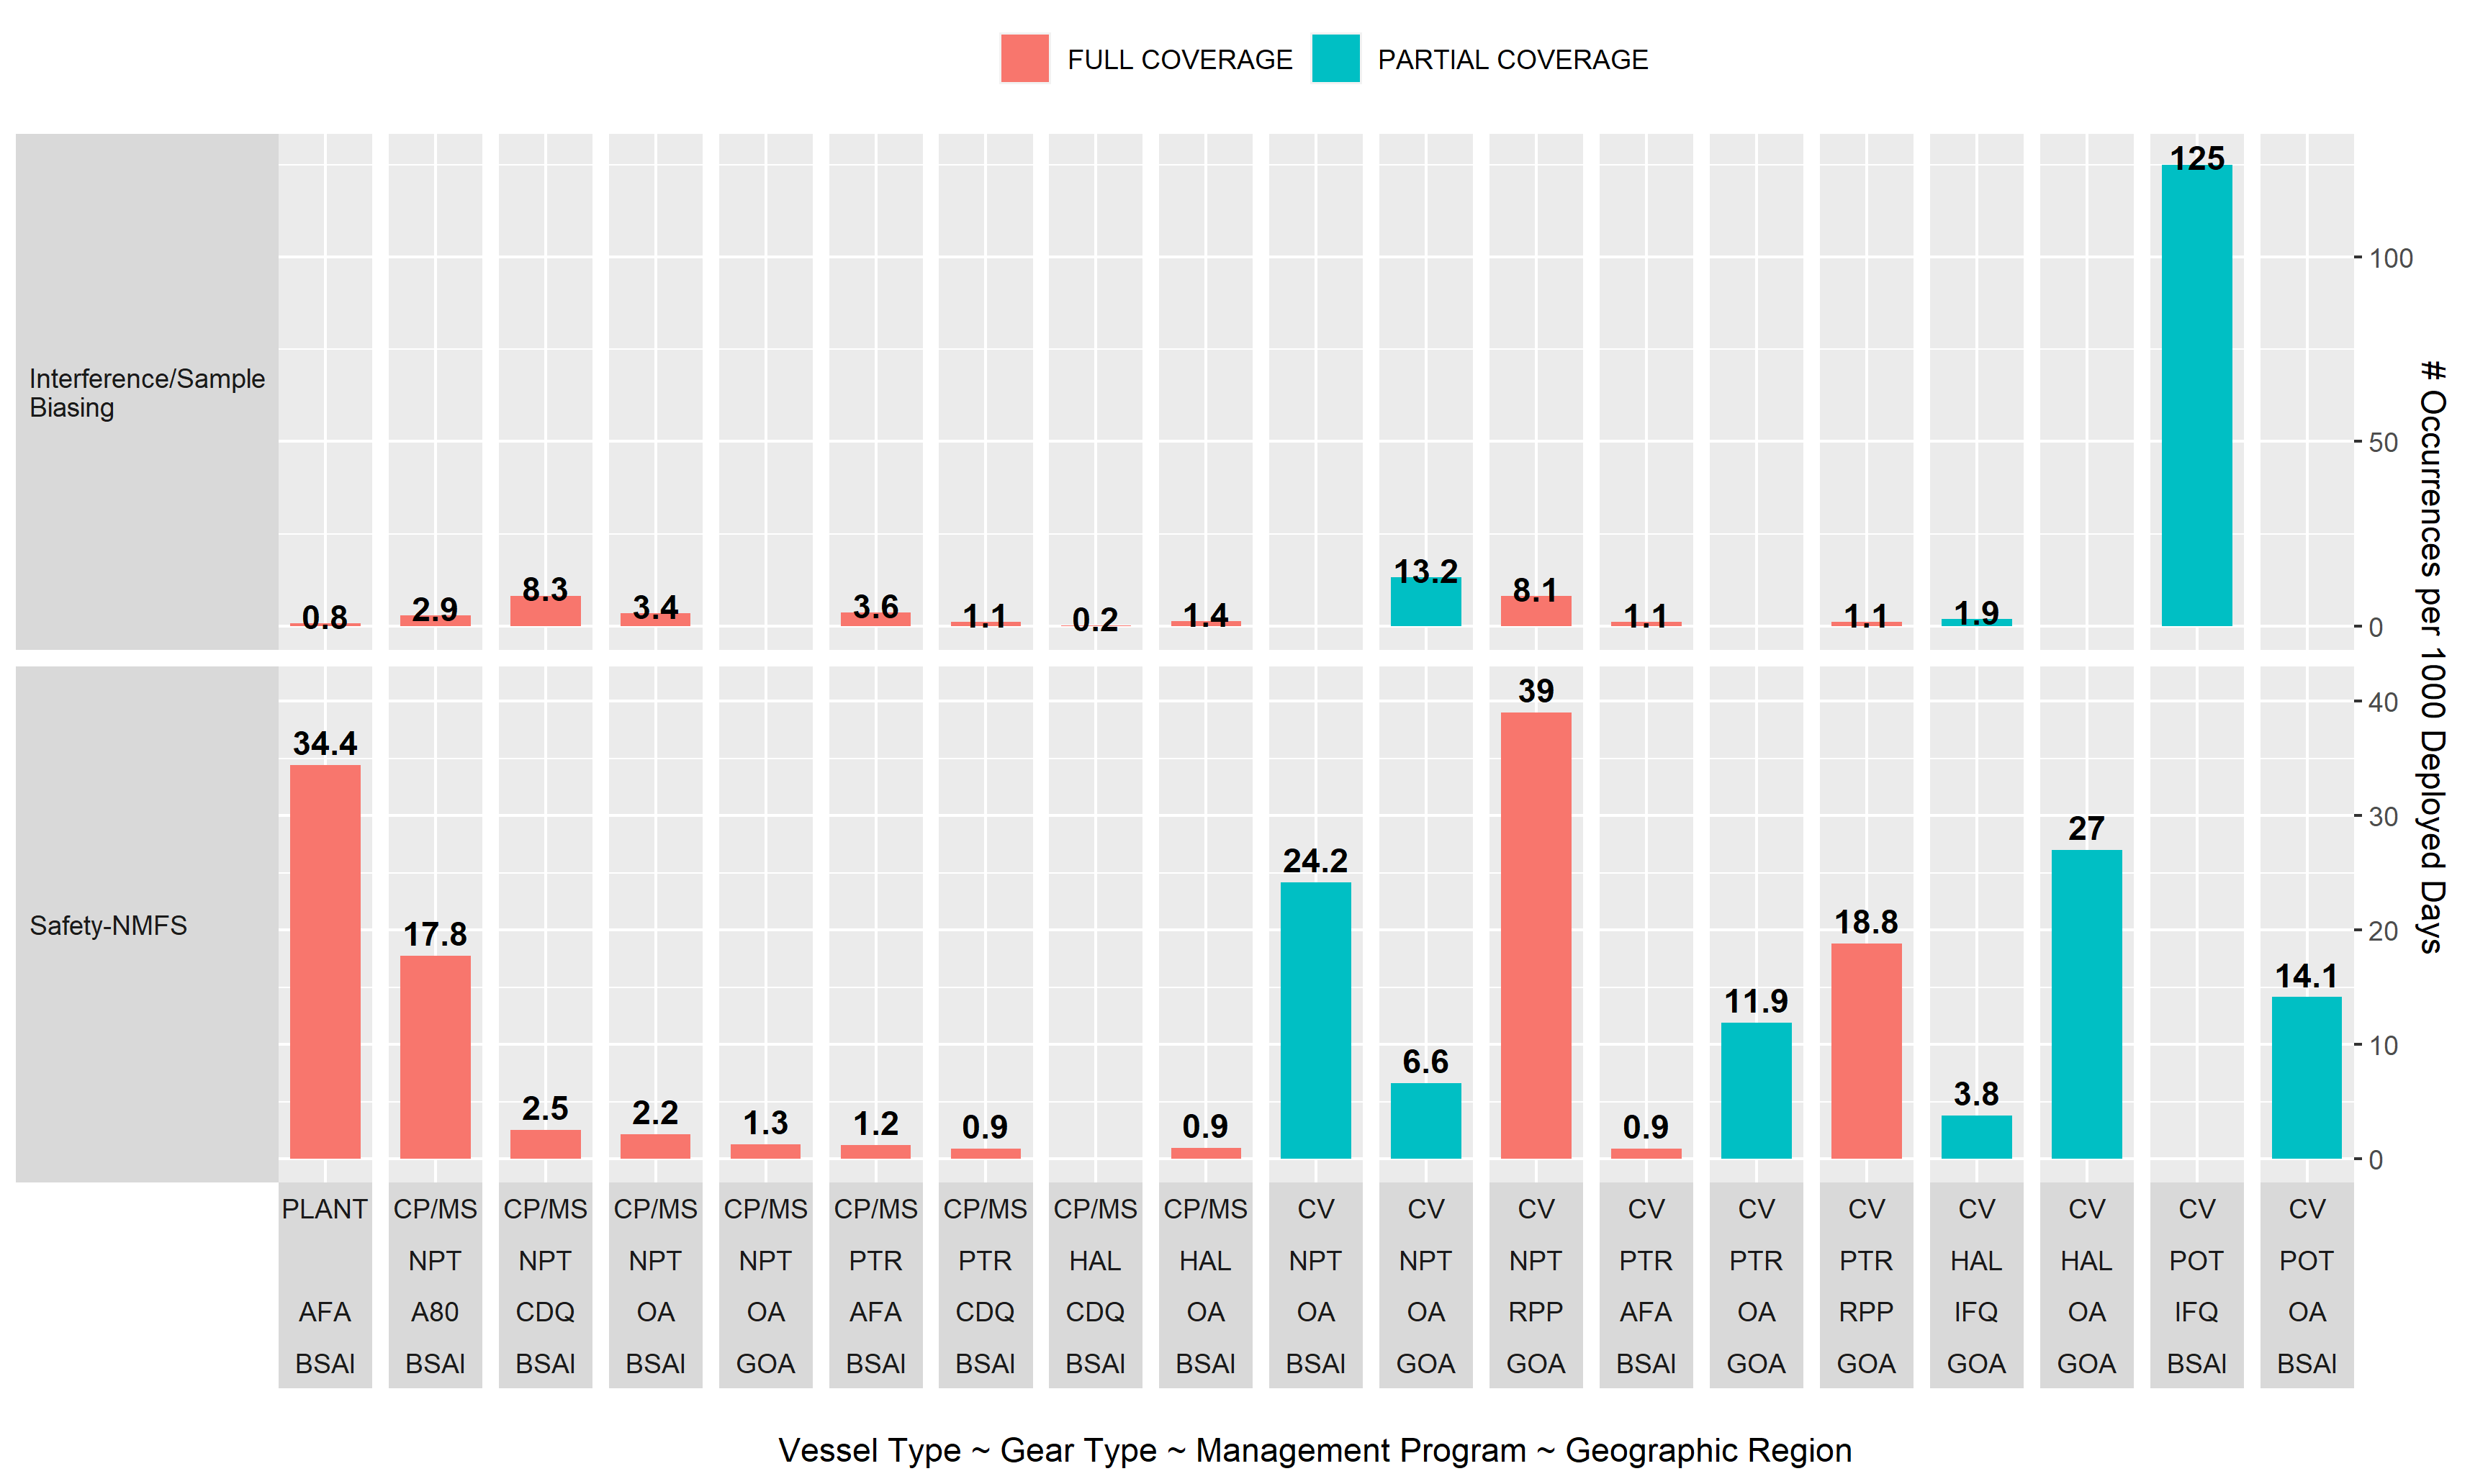 FULL COVERAGE PARTIAL COVERAGE
Interference/Sample
Biasing
0.8 2.9 8.3 3.4 3.6 1.1 0.2 1.4 13.2 8.1 1.1 1.1 1.9 125
100
50
0
Safety-NMFS
34.4 17.8 2.5 2.2 1.3 1.2 0.9 0.9 24.2 6.6 39 0.9 11.9 18.8 3.8 27 14.1
40
30
20
10
0
# Occurrences per 1000 Deployed Days
PLANT CP/MS CP/MS CP/MS CP/MS CP/MS CP/MS CP/MS CP/MS CV CV CV CV CV CV CV CV CV CV
NPT NPT NPT NPT PTR PTR HAL HAL NPT NPT NPT PTR PTR PTR HAL HAL POT POT
AFA A80 CDQ OA OA AFA CDQ CDQ OA OA OA RPP AFA OA RPP IFQ OA IFQ OA
BSAI BSAI BSAI BSAI GOA BSAI BSAI BSAI BSAI BSAI GOA GOA BSAI GOA GOA GOA GOA BSAI BSAI
Vessel Type ~ Gear Type ~ Management Program ~ Geographic Region